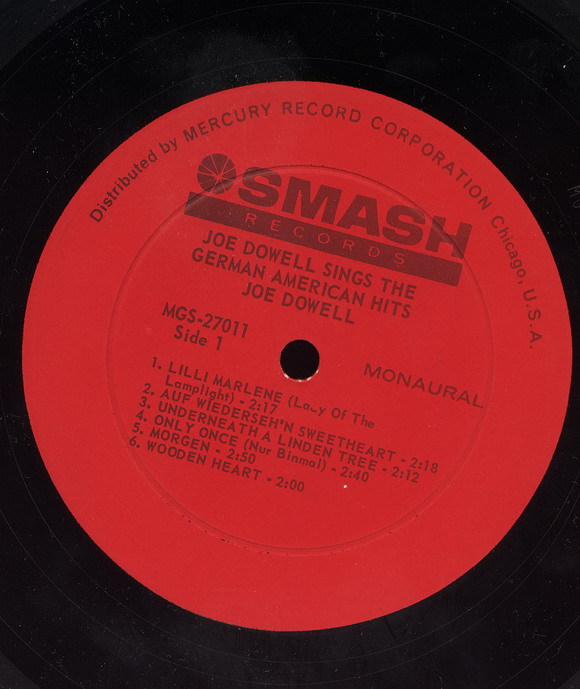 Distributed by MERCURY RECORD CORPORATION Chicago, U.S.A.
SMASH
RECORDS
JOE DOWELL SINGS THE
GERMAN AMERICAN HITS
JOE DOWELL
MGS-27011
Side 1
MONAURAL
1. LILLI MARLENE (Lady Of The
Lamplight) - 2:17
2. AUF WIEDERSEH'N SWEETHEART - 2:18
3. UNDERNEATH A LINDEN TREE - 2:12
4. ONLY ONCE (Nur Binmal) - 2:40
5. MORGEN - 2:50
6. WOODEN HEART - 2:00